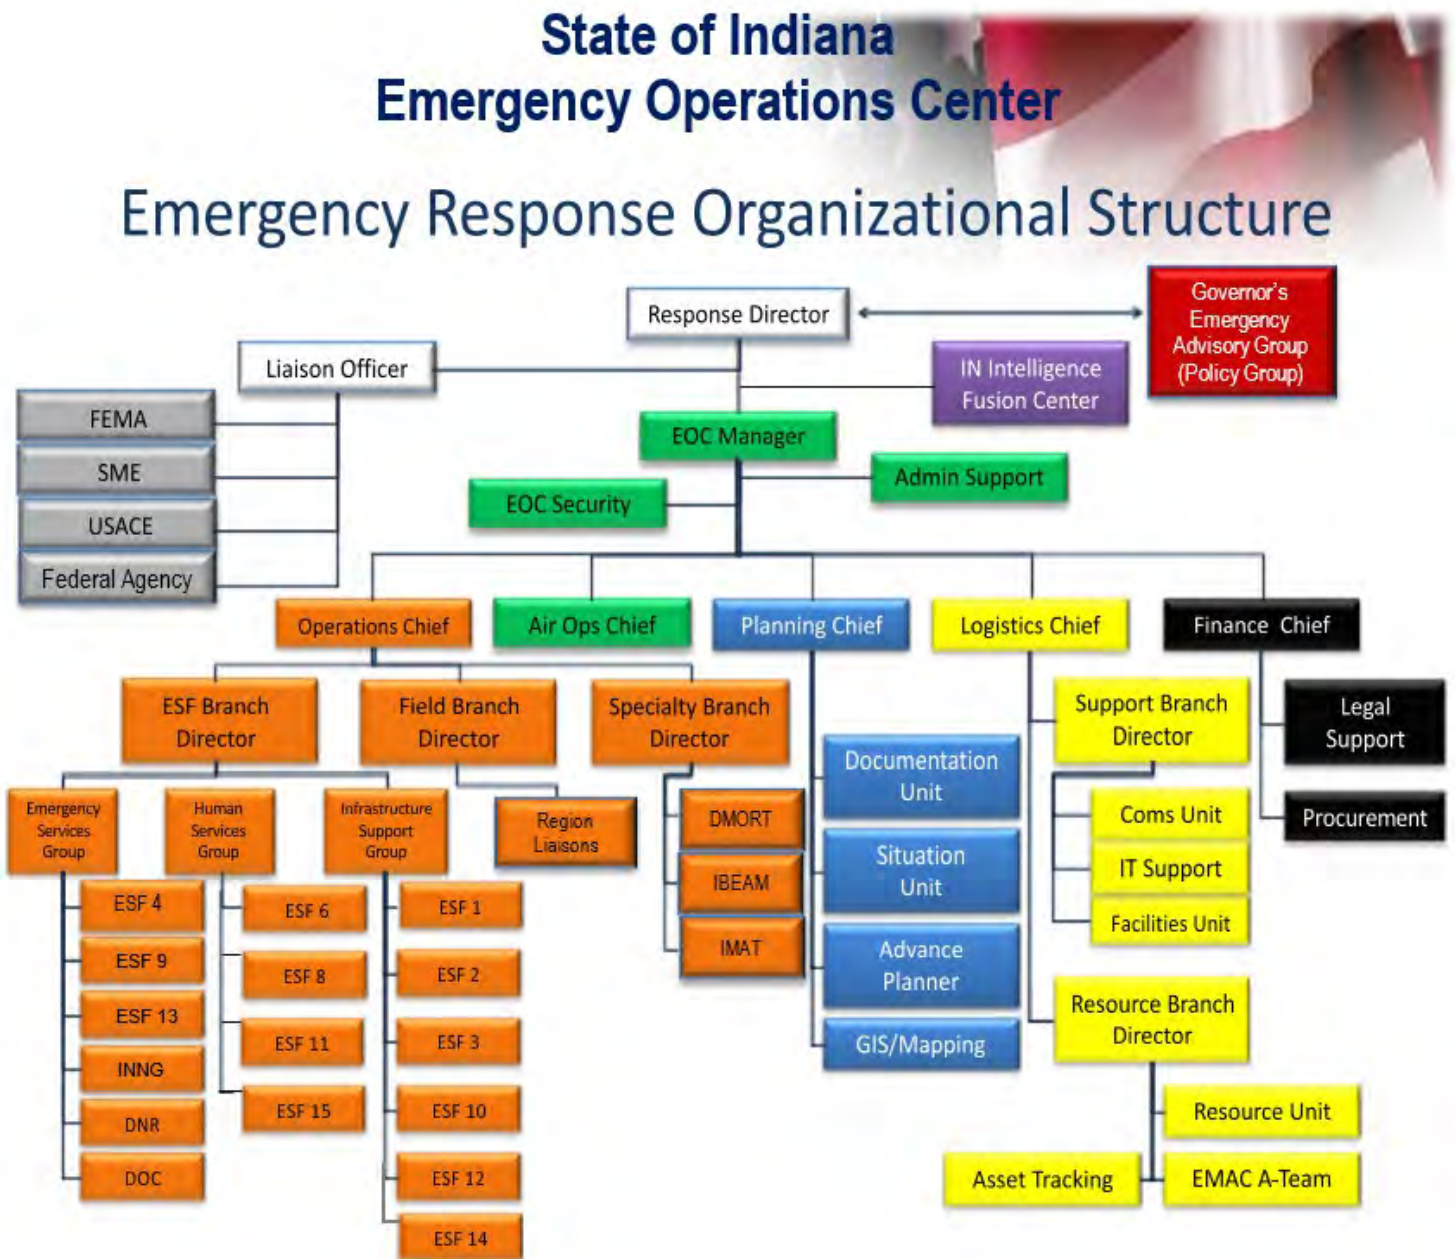 State of Indiana
Emergency Operations Center
Emergency Response Organizational Structure
Response Director
Governor's
Emergency
Advisory Group
(Policy Group)
Liaison Officer
IN Intelligence
Fusion Center
FEMA
SME
USACE
Federal Agency
EOC Manager
Admin Support
EOC Security
Operations Chief
Air Ops Chief
Planning Chief
Logistics Chief
Finance Chief
ESF Branch
Director
Field Branch
Director
Specialty Branch
Director
Emergency
Services
Group
Human
Services
Group
Infrastructure
Support
Group
Region
Liaisons
ESF 4
ESF 9
ESF 13
INNG
DNR
DOC
ESF 6
ESF 8
ESF 11
ESF 15
ESF 1
ESF 2
ESF 3
ESF 10
ESF 12
ESF 14
DMORT
IBEAM
IMAT
Documentation
Unit
Situation
Unit
Advance
Planner
GIS/Mapping
Support Branch
Director
Coms Unit
IT Support
Facilities Unit
Resource Branch
Director
Resource Unit
Asset Tracking
EMAC A-Team
Legal
Support
Procurement